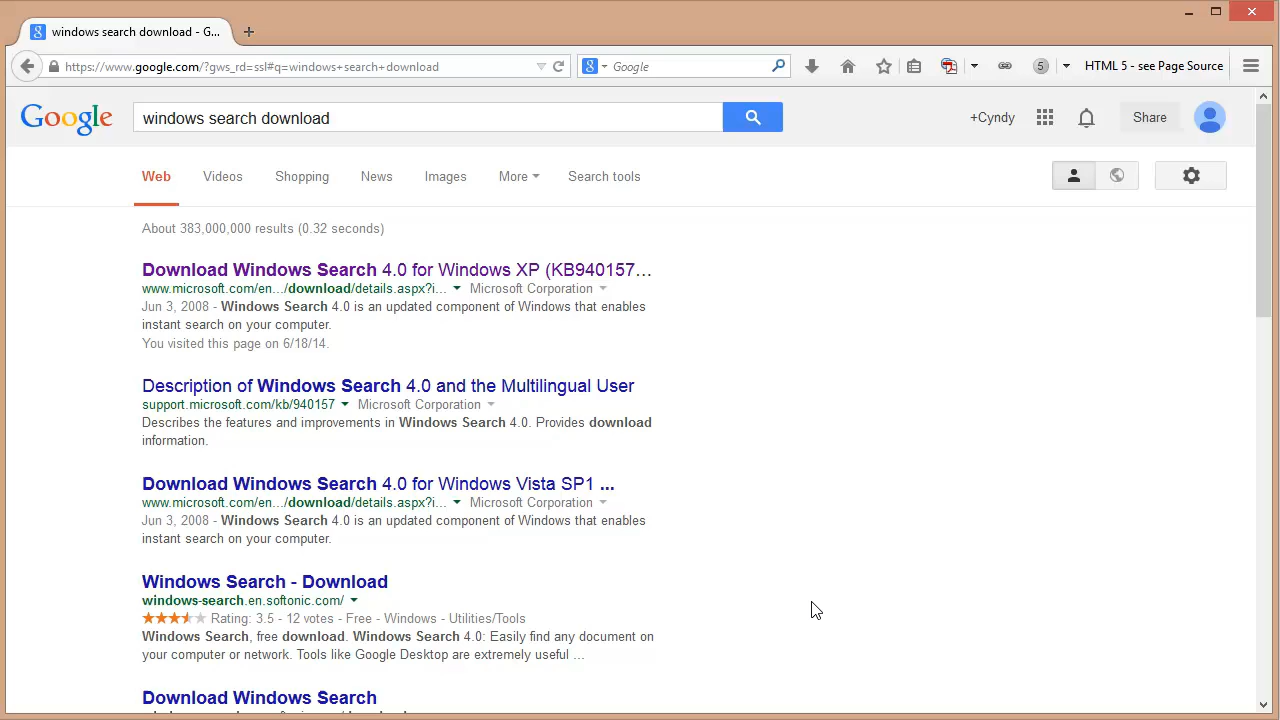 windows search download - G...
https://www.google.com/?gws_rd=ssl#q=windows+search+download
Google
5
HTML 5 - see Page Source
Google
windows search download
+Cyndy
Share
Web
Videos
Shopping
News
Images
More
Search tools
About 383,000,000 results (0.32 seconds)
Download Windows Search 4.0 for Windows XP (KB940157...
www.microsoft.com/en.../download/details.aspx?i... Microsoft Corporation
Jun 3, 2008 - Windows Search 4.0 is an updated component of Windows that enables
instant search on your computer.
You visited this page on 6/18/14.
Description of Windows Search 4.0 and the Multilingual User
support.microsoft.com/kb/940157 Microsoft Corporation
Describes the features and improvements in Windows Search 4.0. Provides download
information.
Download Windows Search 4.0 for Windows Vista SP1 ...
www.microsoft.com/en.../download/details.aspx?i... Microsoft Corporation
Jun 3, 2008 - Windows Search 4.0 is an updated component of Windows that enables
instant search on your computer.
Windows Search - Download
windows-search.en.softonic.com/
Rating: 3.5 - 12 votes - Free - Windows - Utilities/Tools
Windows Search, free download. Windows Search 4.0: Easily find any document on
your computer or network. Tools like Google Desktop are extremely useful ...
Download Windows Search